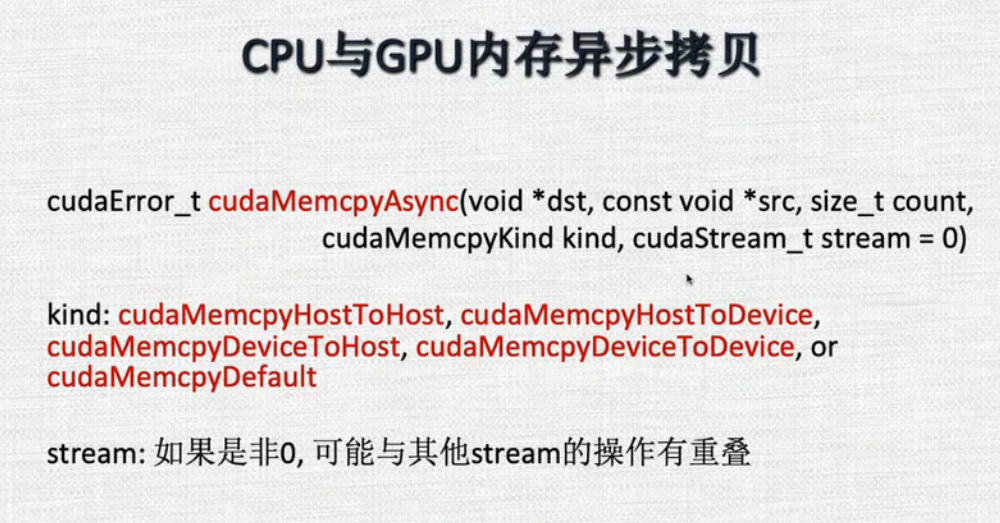 CPU与GPU内存异步拷贝
cudaError_t cudaMemcpyAsync(void *dst, const void *src, size_t count,
cudaMemcpyKind kind, cudaStream_t stream = 0)
kind: cudaMemcpyHostToHost, cudaMemcpyHostToDevice,
cudaMemcpyDeviceToHost, cudaMemcpyDeviceToDevice, or
cudaMemcpyDefault
stream: 如果是非0, 可能与其他stream的操作有重叠